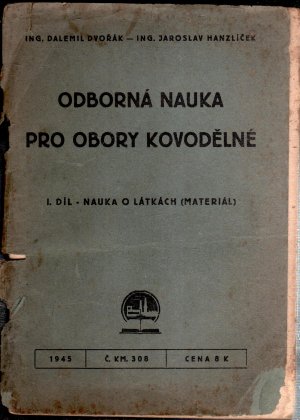 ING. DALEMIL DVOŘÁK — ING. JAROSLAV HANZLÍČEK
ODBORNÁ NAUKA
PRO OBORY KOVODĚLNÉ
I. DÍL - NAUKA O LÁTKÁCH (MATERIÁL)
1945 Č. KM. 308 CENA 8 K